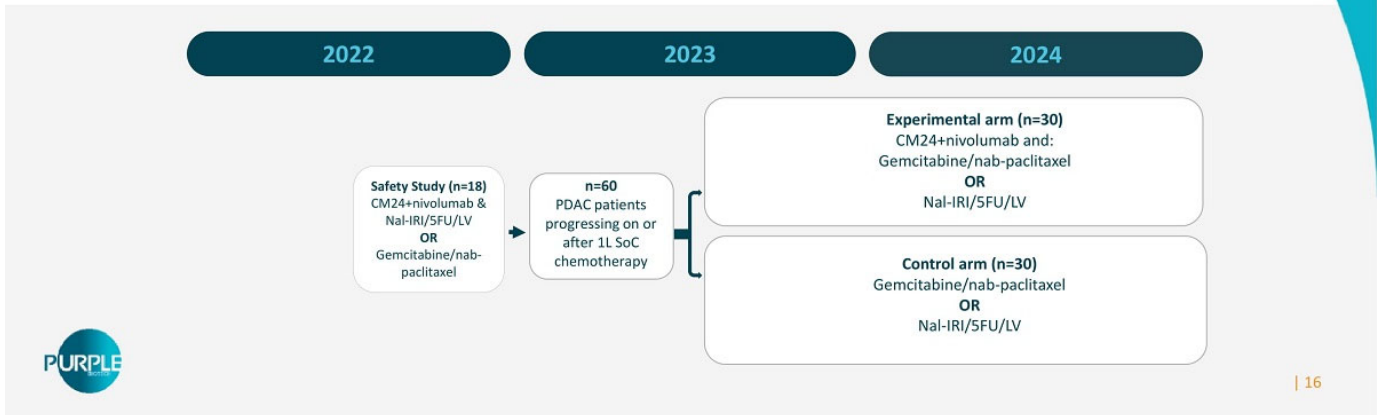 2022
2023
2024
Safety Study (n=18)
CM24+nivolumab &
Nal-IRI/5FU/LV
OR
Gemcitabine/nab-
paclitaxel
n=60
PDAC patients
progressing on or
after 1L SoC
chemotherapy
Experimental arm (n=30)
CM24+nivolumab and:
Gemcitabine/nab-paclitaxel
OR
Nal-IRI/5FU/LV
Control arm (n=30)
Gemcitabine/nab-paclitaxel
OR
Nal-IRI/5FU/LV
PURPLE
BIOTECH
| 16